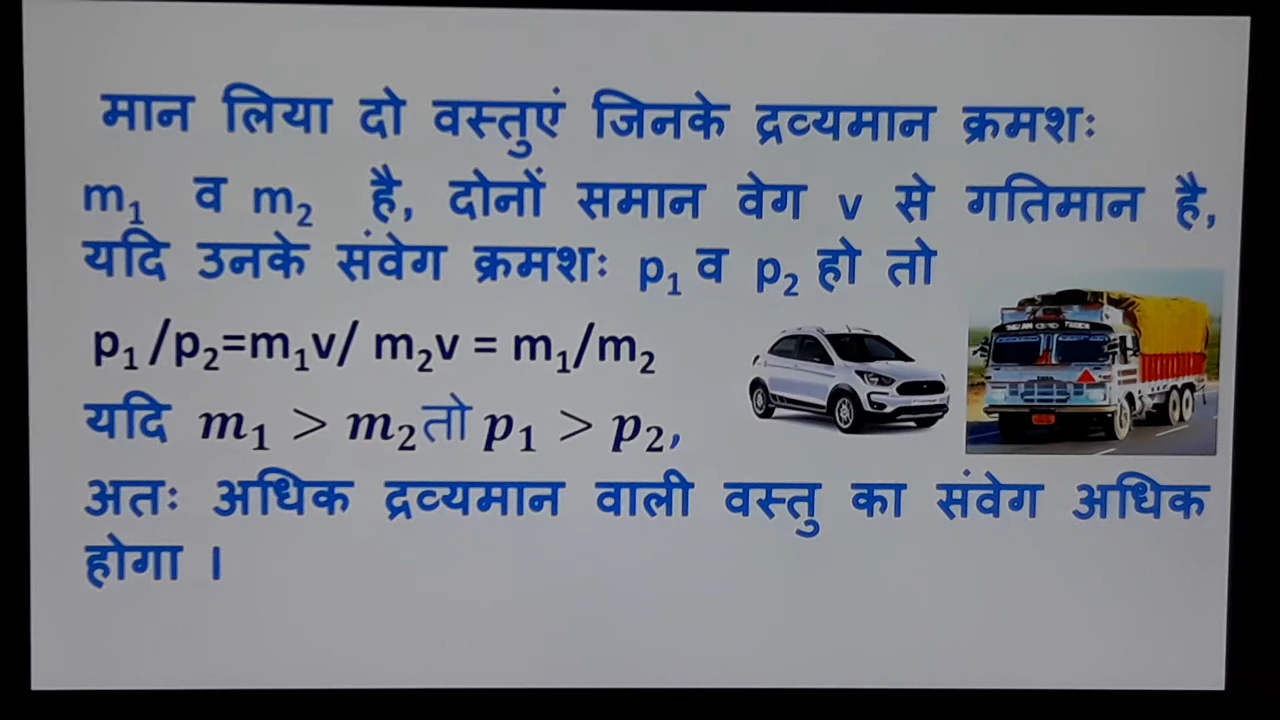 मान लिया दो वस्तुएं जिनके द्रव्यमान क्रमशः
m₁ व m₂ है, दोनों समान वेग v से गतिमान है,
यदि उनके संवेग क्रमशः p₁ व p₂ हो तो
p₁/p₂=m₁v/ m₂v = m₁/m₂
यदि m₁ > m₂ तो p₁ > p₂,
अतः अधिक द्रव्यमान वाली वस्तु का संवेग अधिक
होगा ।